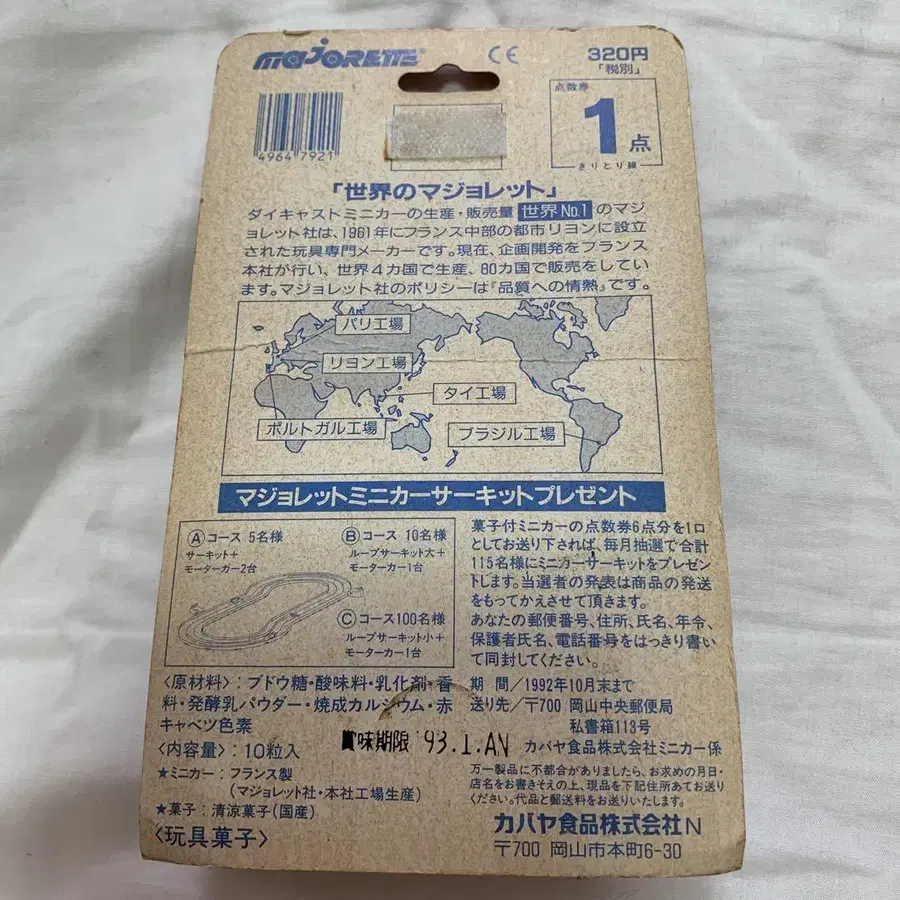 majORETTE
CE
320円
「税別」
点数券
1点
きりとり線
4964 7921
「世界のマジョレット」
ダイキャストミニカーの生産・販売量 世界No.1 のマジ
ョレット社は、1961年にフランス中部の都市リヨンに設立
された玩具専門メーカーです。現在、企画開発をフランス
本社が行い、世界4カ国で生産、80カ国で販売をしてい
ます。マジョレット社のポリシーは『品質への情熱』です。
パリ工場
リヨン工場
タイ工場
ポルトガル工場
ブラジル工場
マジョレットミニカーサーキットプレゼント
Ⓐコース 5名様
サーキット+
モーターカー2台
Ⓑコース 10名様
ループサーキット大+
モーターカー1台
Ⓒコース100名様
ループサーキット小+
モーターカー1台
菓子付ミニカーの点数券6点分を1口
としてお送り下されば、毎月抽選で合計
115名様にミニカーサーキットをプレゼン
トします。当選者の発表は商品の発送
をもってかえさせて頂きます。
あなたの郵便番号、住所、氏名、年令、
保護者氏名、電話番号をはっきり書い
て同封してください。
期 間/1992年10月末まで
送り先/〒700 岡山中央郵便局
私書箱113号
カバヤ食品株式会社ミニカー係
〈原材料〉:ブドウ糖・酸味料・乳化剤・香
料・発酵乳パウダー・焼成カルシウム・赤
キャベツ色素
〈内容量〉:10粒入
賞味期限 93.1.AN
★ミニカー:フランス製
(マジョレット社・本社工場生産)
★菓子:清涼菓子(国産)
〈玩具菓子〉
万一製品に不都合がありましたら、お求めの月日・
店名をお書きそえの上、現品を下記住所あてお送り
ください。代品と郵送料をお送りいたします。
カバヤ食品株式会社N
〒700 岡山市本町6-30